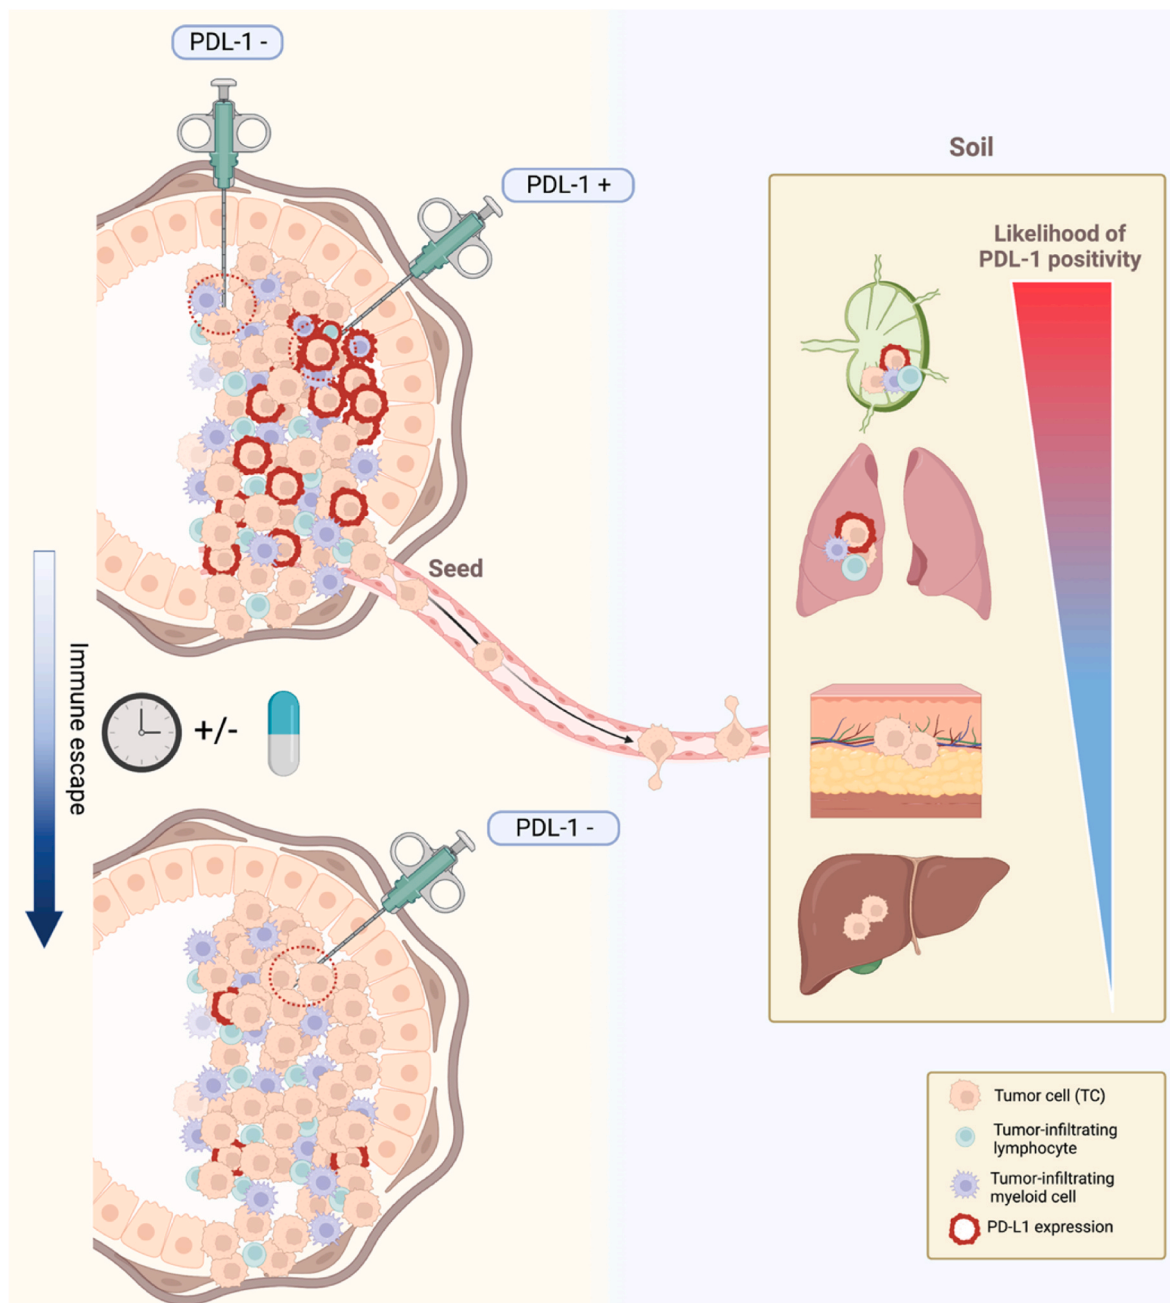 PDL-1 -
PDL-1 +
Soil
Likelihood of
PDL-1 positivity
Seed
Immune escape
+/-
PDL-1 -
Tumor cell (TC)
Tumor-infiltrating
lymphocyte
Tumor-infiltrating
myeloid cell
PD-L1 expression